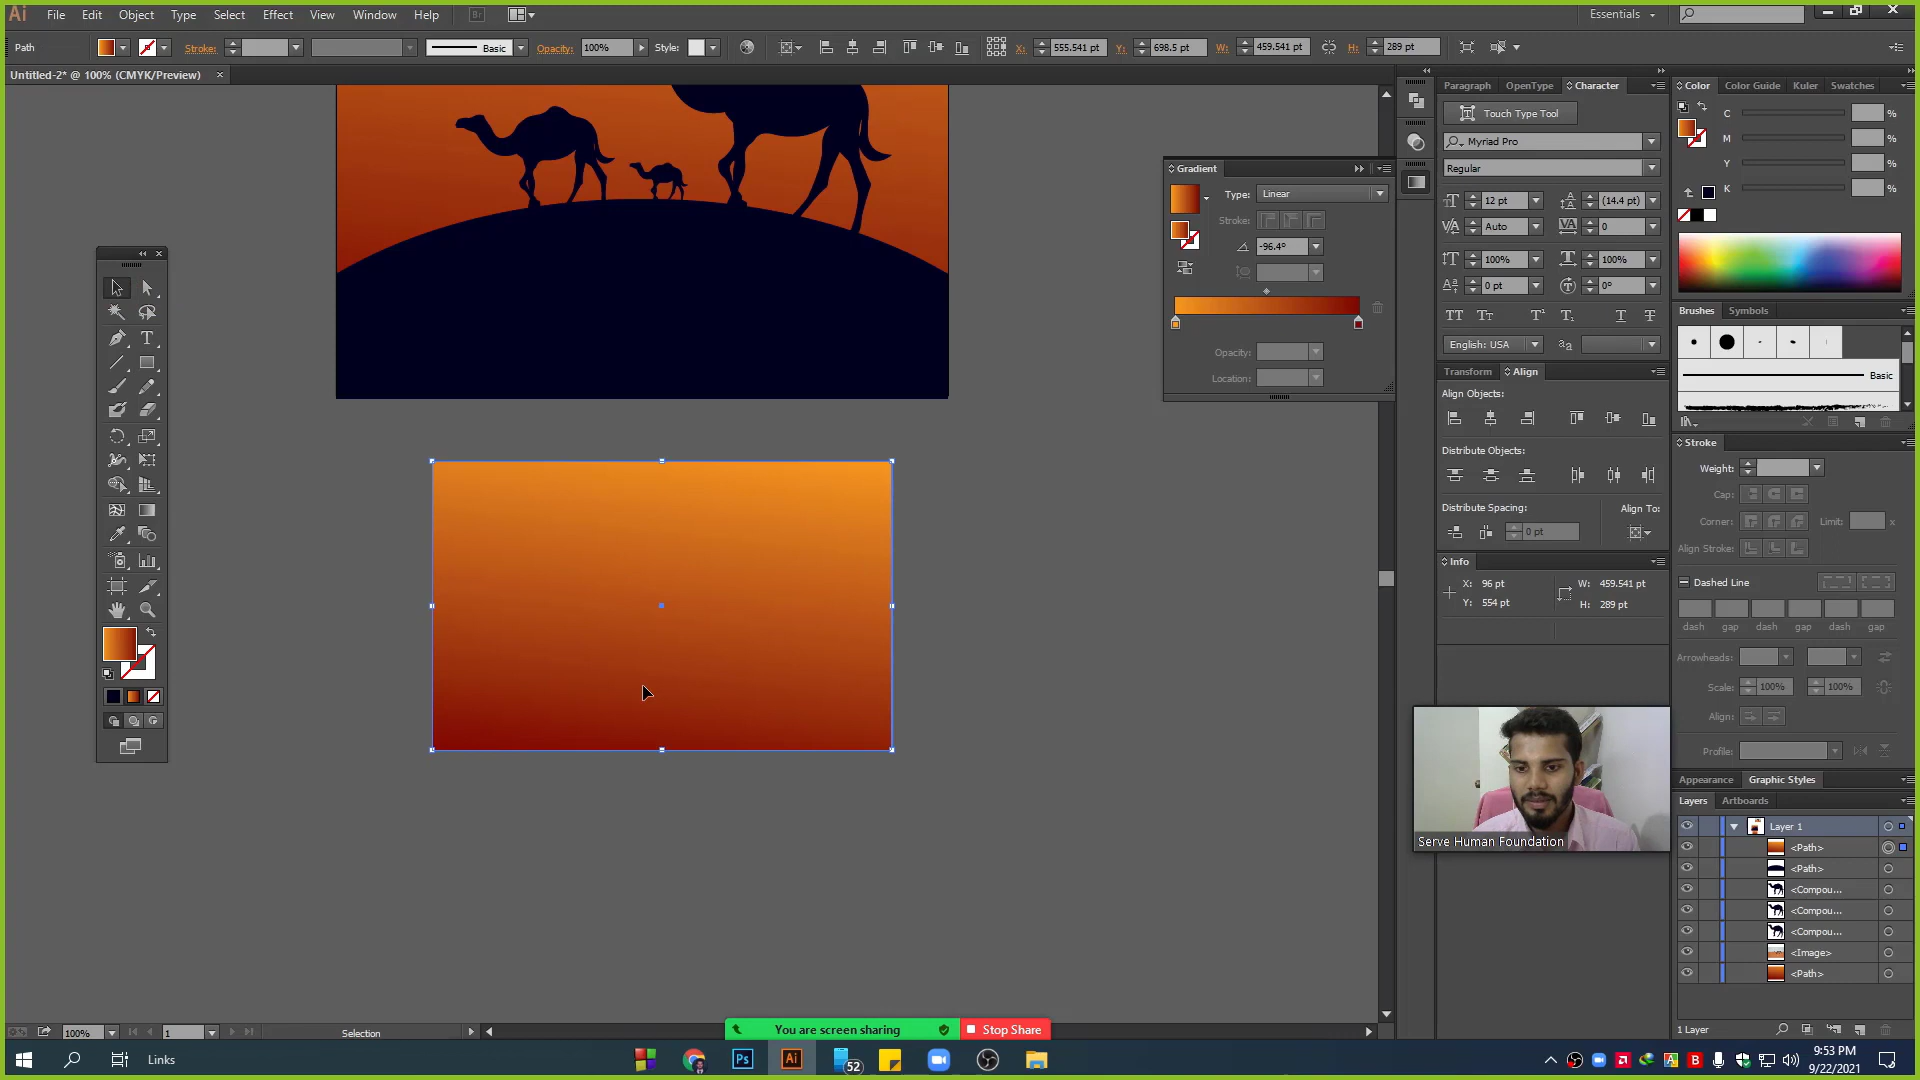 Ai File Edit Object Type Select Effect View Window Help Br Essentials
Path Stroke: Basic Opacity: 100% Style: X: 555.541 pt Y: 698.5 pt W: 459.541 pt H: 289 pt
Untitled-2* @ 100% (CMYK/Preview) ×
Gradient
Type: Linear
Stroke:
-96.4°
Opacity:
Location:
Paragraph OpenType Character
Touch Type Tool
Myriad Pro
Regular
12 pt (14.4 pt)
Auto 0
100% 100%
0 pt 0°
English: USA
Transform Align
Align Objects:
Distribute Objects:
Distribute Spacing: Align To:
0 pt
Info
X: 96 pt W: 459.541 pt
Y: 554 pt H: 289 pt
Color Color Guide Kuler Swatches
C %
M %
Y %
K %
Brushes Symbols
Basic
Stroke
Weight:
Cap:
Corner: Limit: x
Align Stroke:
Dashed Line
dash gap dash gap dash gap
Arrowheads:
Scale: 100% 100%
Align:
Profile:
Appearance Graphic Styles
Layers Artboards
Layer 1
<Path>
<Path>
<Compou...
<Compou...
<Compou...
<Image>
<Path>
1 Layer
Serve Human Foundation
100% 1 Selection
You are screen sharing Stop Share
Links Ps Ai 52 9:53 PM
9/22/2021